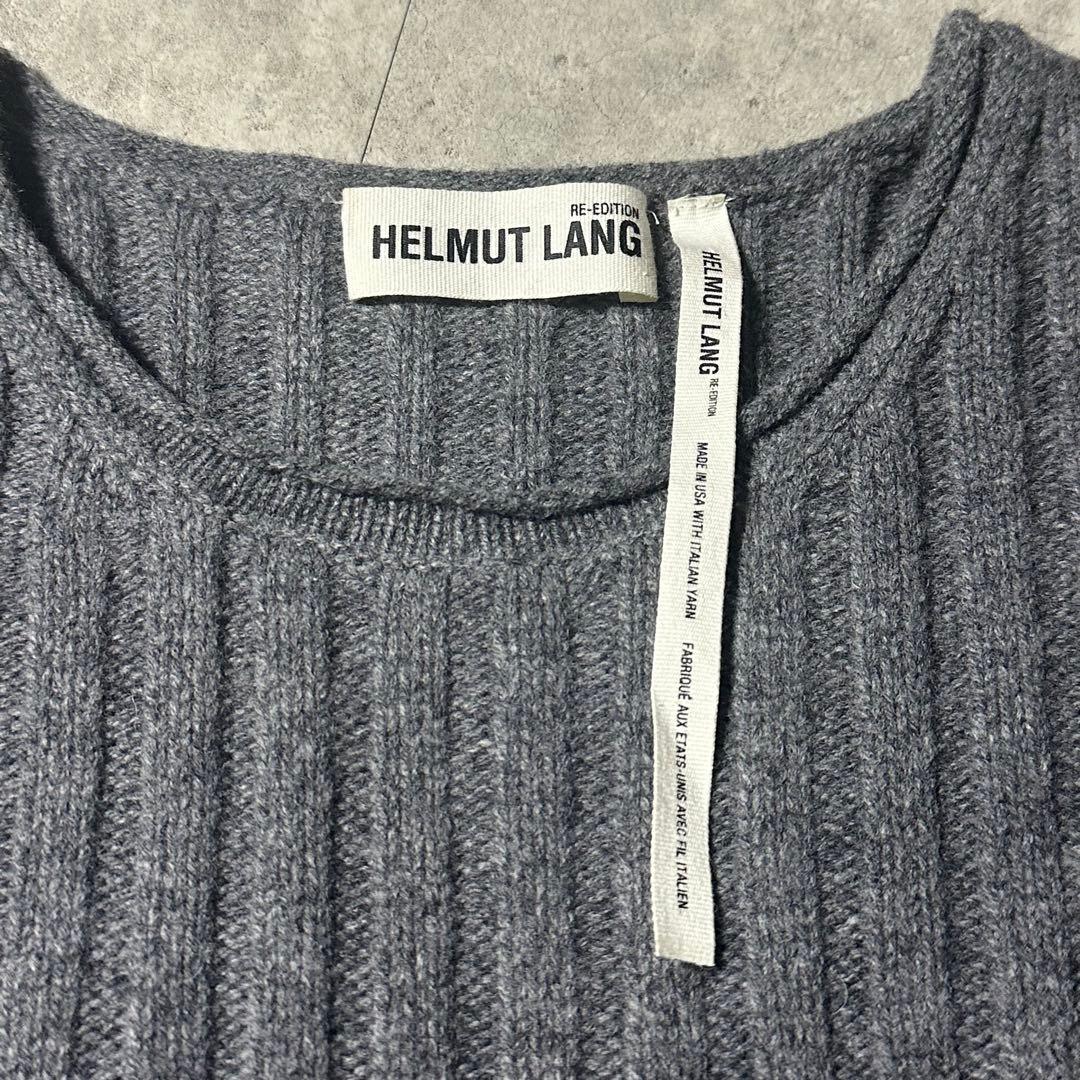 RE-EDITION
HELMUT LANG
HELMUT LANG RE-EDITION
MADE IN USA WITH ITALIAN YARN
FABRIQUÉ AUX ETATS-UNIS AVEC FIL ITALIEN